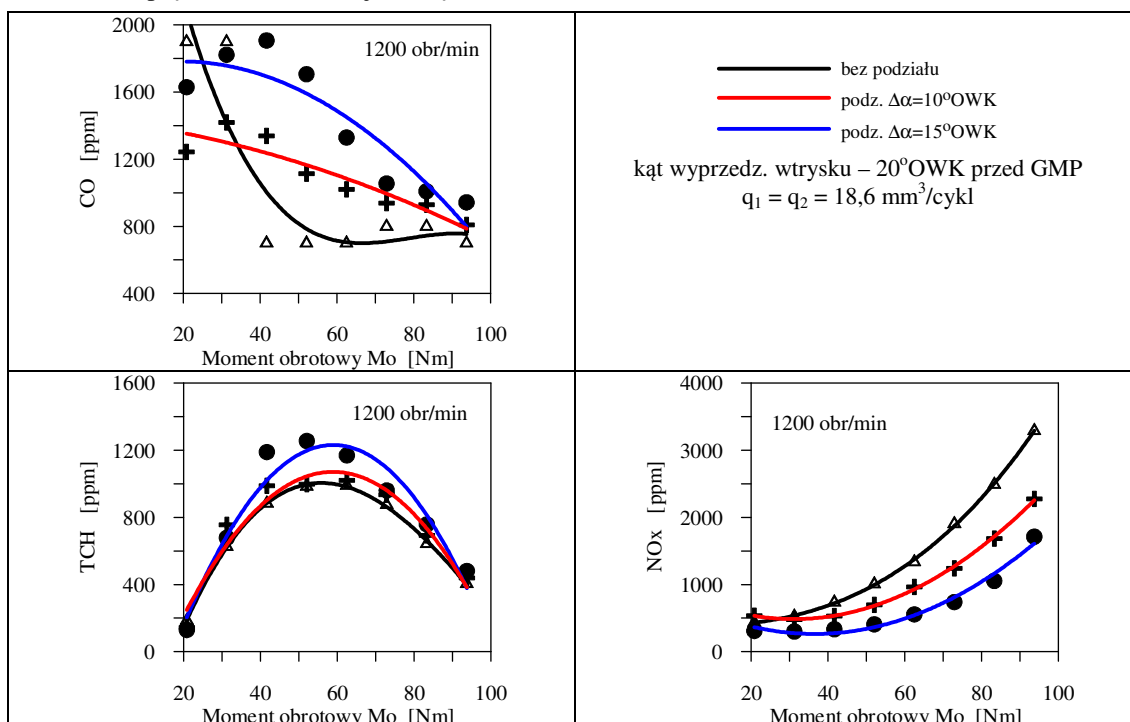 2000
1600
1200
800
400
CO [ppm]
1200 obr/min
20 40 60 80 100
Moment obrotowy Mo [Nm]
bez podziału
podz. Δα=10°OWK
podz. Δα=15°OWK
kąt wyprzedz. wtrysku – 20°OWK przed GMP
q₁ = q₂ = 18,6 mm³/cykl
1600
1200
800
400
0
TCH [ppm]
1200 obr/min
20 40 60 80 100
Moment obrotowy Mo [Nm]
4000
3000
2000
1000
0
NOx [ppm]
1200 obr/min
20 40 60 80 100
Moment obrotowy Mo [Nm]